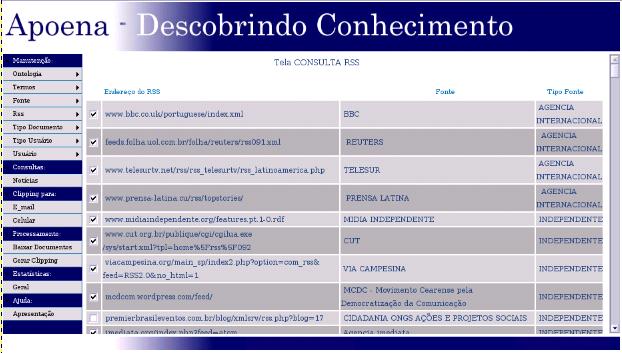 Apoena - Descobrindo Conhecimento
Manutenção:
Ontologia
Termos
Fonte
Rss
Tipo Documento
Tipo Usuário
Usuário
Consultas:
Notícias
Clipping para:
E_mail
Celular
Processamento:
Baixar Documentos
Gerar Clipping
Estatísticas:
Geral
Ajuda:
Apresentação
Tela CONSULTA RSS
Endereço do RSS Fonte Tipo Fonte
www.bbc.co.uk/portuguese/index.xml BBC AGENCIA
INTERNACIONAL
feeds.folha.uol.com.br/folha/reuters/rss091.xml REUTERS AGENCIA
INTERNACIONAL
www.telesurtv.net/rss/rss_telesurtv/rss_latinoamerica.php TELESUR AGENCIA
INTERNACIONAL
www.prensa-latina.cu/rss/topstories/ PRENSA LATINA AGENCIA
INTERNACIONAL
www.midiaindependente.org/features.pt.1-0.rdf MIDIA INDEPENDENTE INDEPENDENTE
www.cut.org.br/publique/cgi/cgilua.exe
/sys/start.xml?tpl=home%5Frss%5F092 CUT INDEPENDENTE
viacampesina.org/main_sp/index2.php?option=com_rss&
feed=RSS2.0&no_html=1 VIA CAMPESINA INDEPENDENTE
mcdcom.wordpress.com/feed/ MCDC - Movimento Cearense pela
Democratização da Comunicação INDEPENDENTE
premierbrasileventos.com.br/blog/xmlsrv/rss.php?blog=17 CIDADANIA ONGS AÇÕES E PROJETOS SOCIAIS INDEPENDENTE
imediata.org/index.php?feed=atom Agencia imediata INDEPENDENTE